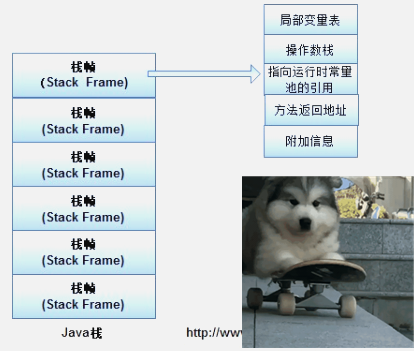 栈帧
(Stack Frame)
栈帧
(Stack Frame)
栈帧
(Stack Frame)
栈帧
(Stack Frame)
栈帧
(Stack Frame)
栈帧
(Stack Frame)
Java栈
局部变量表
操作数栈
指向运行时常量
池的引用
方法返回地址
附加信息
http://www